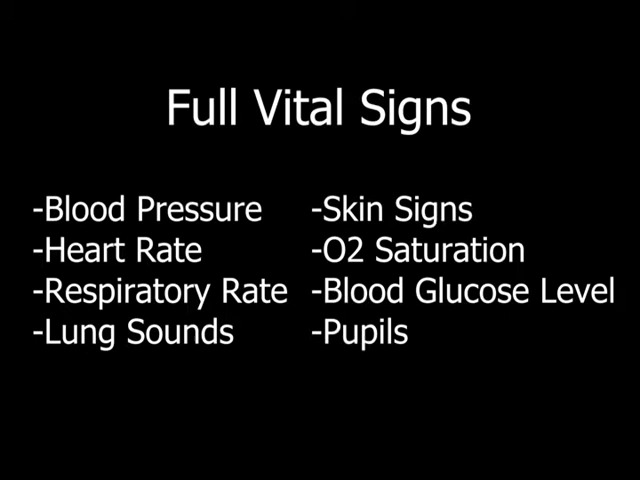 Full Vital Signs
-Blood Pressure
-Heart Rate
-Respiratory Rate
-Lung Sounds
-Skin Signs
-O2 Saturation
-Blood Glucose Level
-Pupils